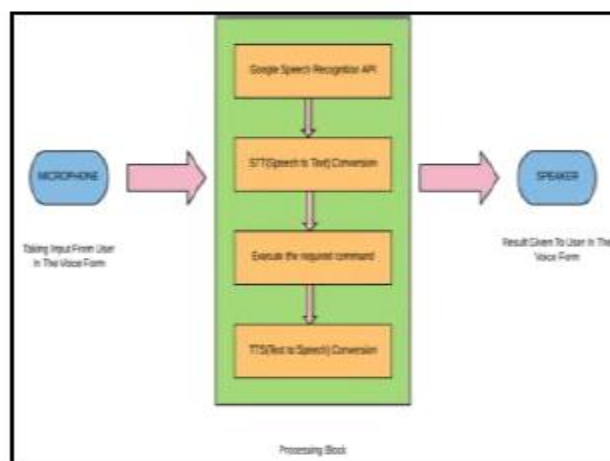 Google Speech Recognition API
MICROPHONE
STT(Speech to Text) Conversion
SPEAKER
Taking Input From User
In The Voice Form
Execute the required command
Result Given To User In The
Voice Form
TTS(Text to Speech) Conversion
Processing Block